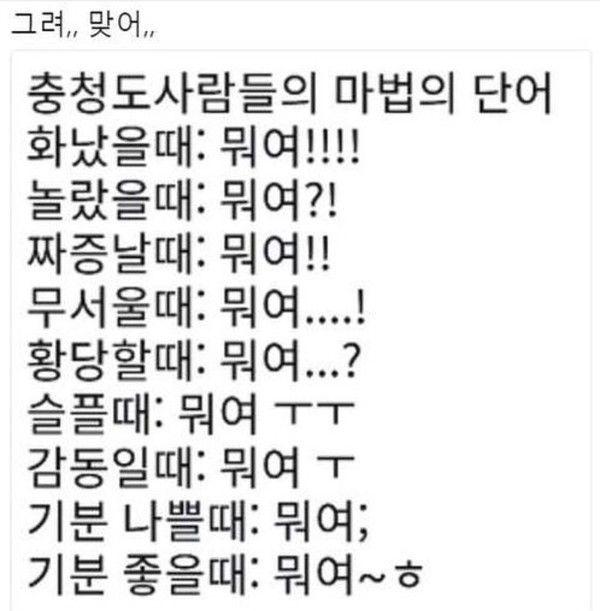 그려,, 맞어,,
충청도사람들의 마법의 단어
화났을때: 뭐여!!!!
놀랐을때: 뭐여?!
짜증날때: 뭐여!!
무서울때: 뭐여....!
황당할때: 뭐여...?
슬플때: 뭐여 ㅜㅜ
감동일때: 뭐여 ㅜ
기분 나쁠때: 뭐여;
기분 좋을때: 뭐여~ㅎ